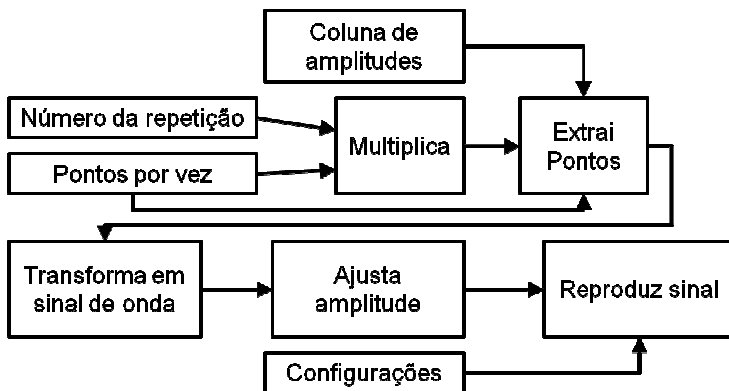 Coluna de
amplitudes
Número da repetição
Multiplica
Extrai
Pontos
Pontos por vez
Transforma em
sinal de onda
Ajusta
amplitude
Reproduz sinal
Configurações